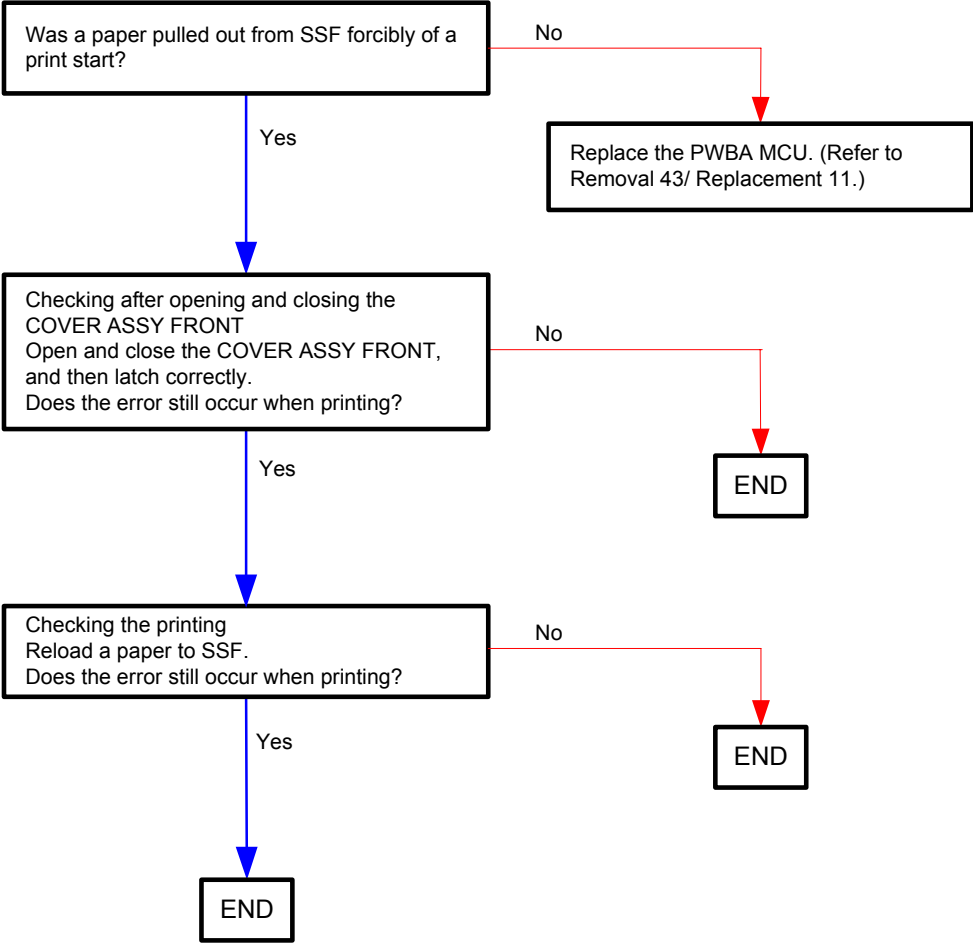 Was a paper pulled out from SSF forcibly of a
print start?
No
Yes
Replace the PWBA MCU. (Refer to
Removal 43/ Replacement 11.)
Checking after opening and closing the
COVER ASSY FRONT
Open and close the COVER ASSY FRONT,
and then latch correctly.
Does the error still occur when printing?
No
Yes
END
Checking the printing
Reload a paper to SSF.
Does the error still occur when printing?
No
Yes
END
END